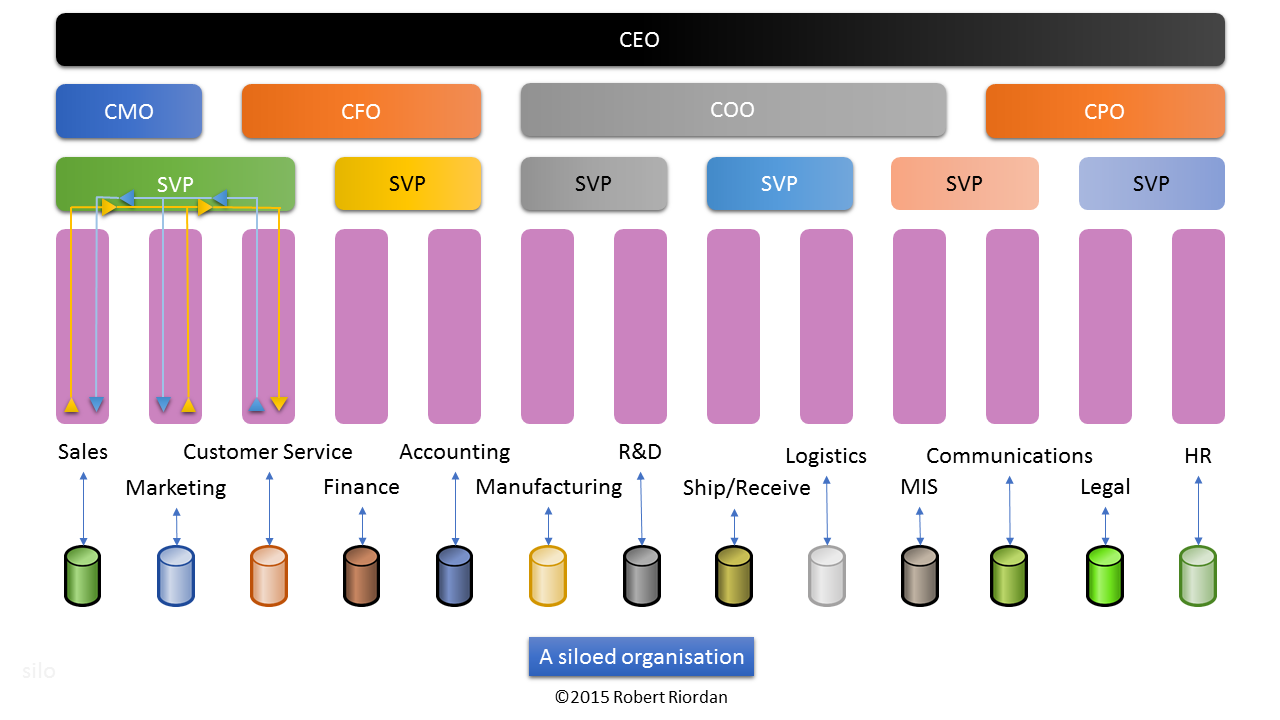 CEO
CMO
CFO
COO
CPO
SVP
SVP
SVP
SVP
SVP
SVP
Sales
Customer Service
Accounting
R&D
Logistics
Communications
HR
Marketing
Finance
Manufacturing
Ship/Receive
MIS
Legal
A siloed organisation
silo
©2015 Robert Riordan